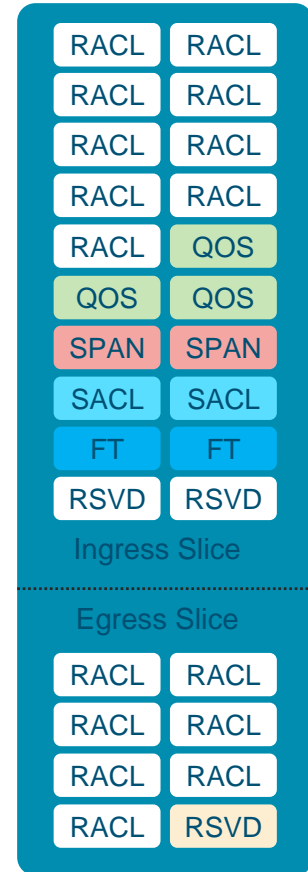 RACL RACL
RACL RACL
RACL RACL
RACL RACL
RACL QOS
QOS QOS
SPAN SPAN
SACL SACL
FT FT
RSVD RSVD
Ingress Slice
Egress Slice
RACL RACL
RACL RACL
RACL RACL
RACL RSVD